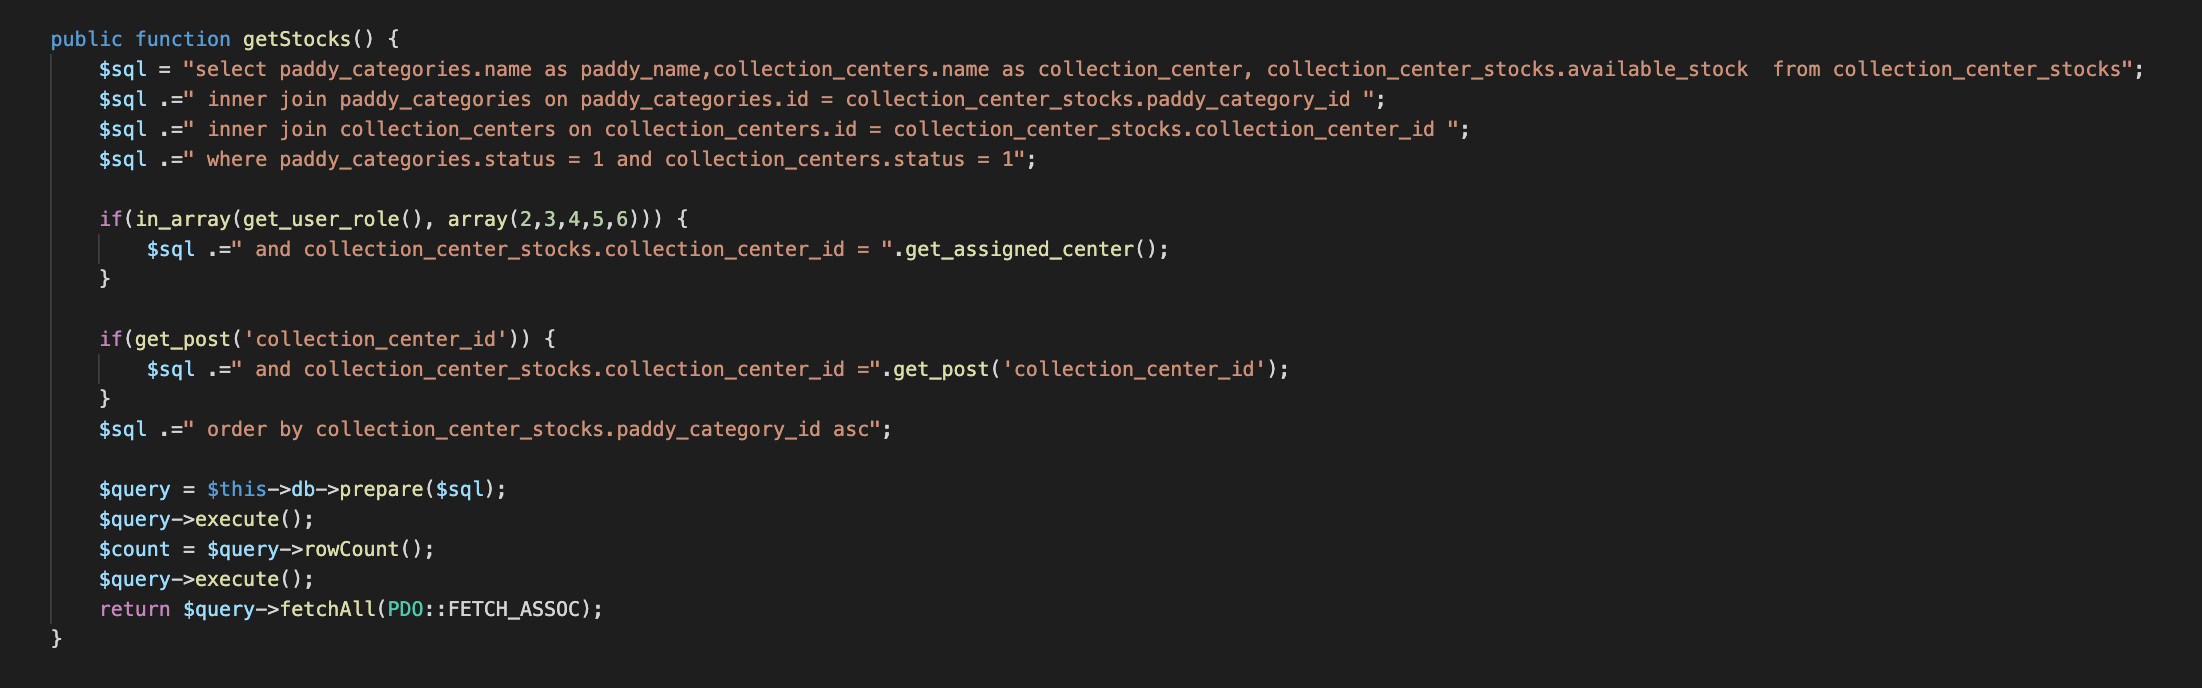 public function getStocks() {
$sql = "select paddy_categories.name as paddy_name,collection_centers.name as collection_center, collection_center_stocks.available_stock  from collection_center_stocks";
$sql .=" inner join paddy_categories on paddy_categories.id = collection_center_stocks.paddy_category_id ";
$sql .=" inner join collection_centers on collection_centers.id = collection_center_stocks.collection_center_id ";
$sql .=" where paddy_categories.status = 1 and collection_centers.status = 1";
if(in_array(get_user_role(), array(2,3,4,5,6))) {
$sql .=" and collection_center_stocks.collection_center_id = ".get_assigned_center();
}
if(get_post('collection_center_id')) {
$sql .=" and collection_center_stocks.collection_center_id =".get_post('collection_center_id');
}
$sql .=" order by collection_center_stocks.paddy_category_id asc";
$query = $this->db->prepare($sql);
$query->execute();
$count = $query->rowCount();
$query->execute();
return $query->fetchAll(PDO::FETCH_ASSOC);
}